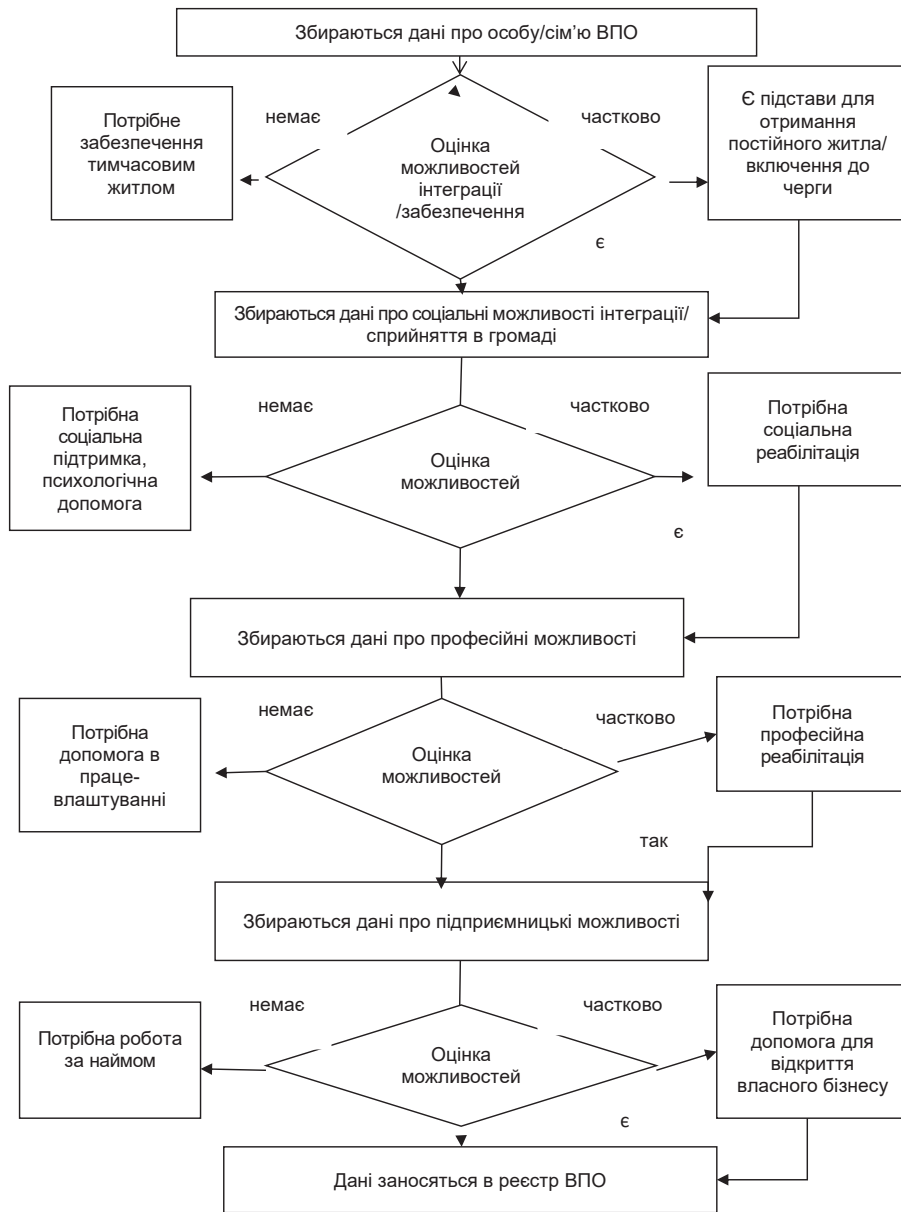 Збираються дані про особу/сім’ю ВПО
немає
частково
Потрібне
забезпечення
тимчасовим
житлом
Оцінка
можливостей
інтеграції
/забезпечення
Є підстави для
отримання
постійного житла/
включення до
черги
є
Збираються дані про соціальні можливості інтеграції/
сприйняття в громаді
немає
частково
Потрібна
соціальна
підтримка,
психологічна
допомога
Оцінка
можливостей
Потрібна
соціальна
реабілітація
є
Збираються дані про професійні можливості
немає
частково
Потрібна
допомога в
праце-
влаштуванні
Оцінка
можливостей
Потрібна
професійна
реабілітація
так
Збираються дані про підприємницькі можливості
немає
частково
Потрібна робота
за наймом
Оцінка
можливостей
Потрібна
допомога для
відкриття
власного бізнесу
є
Дані заносяться в реєстр ВПО